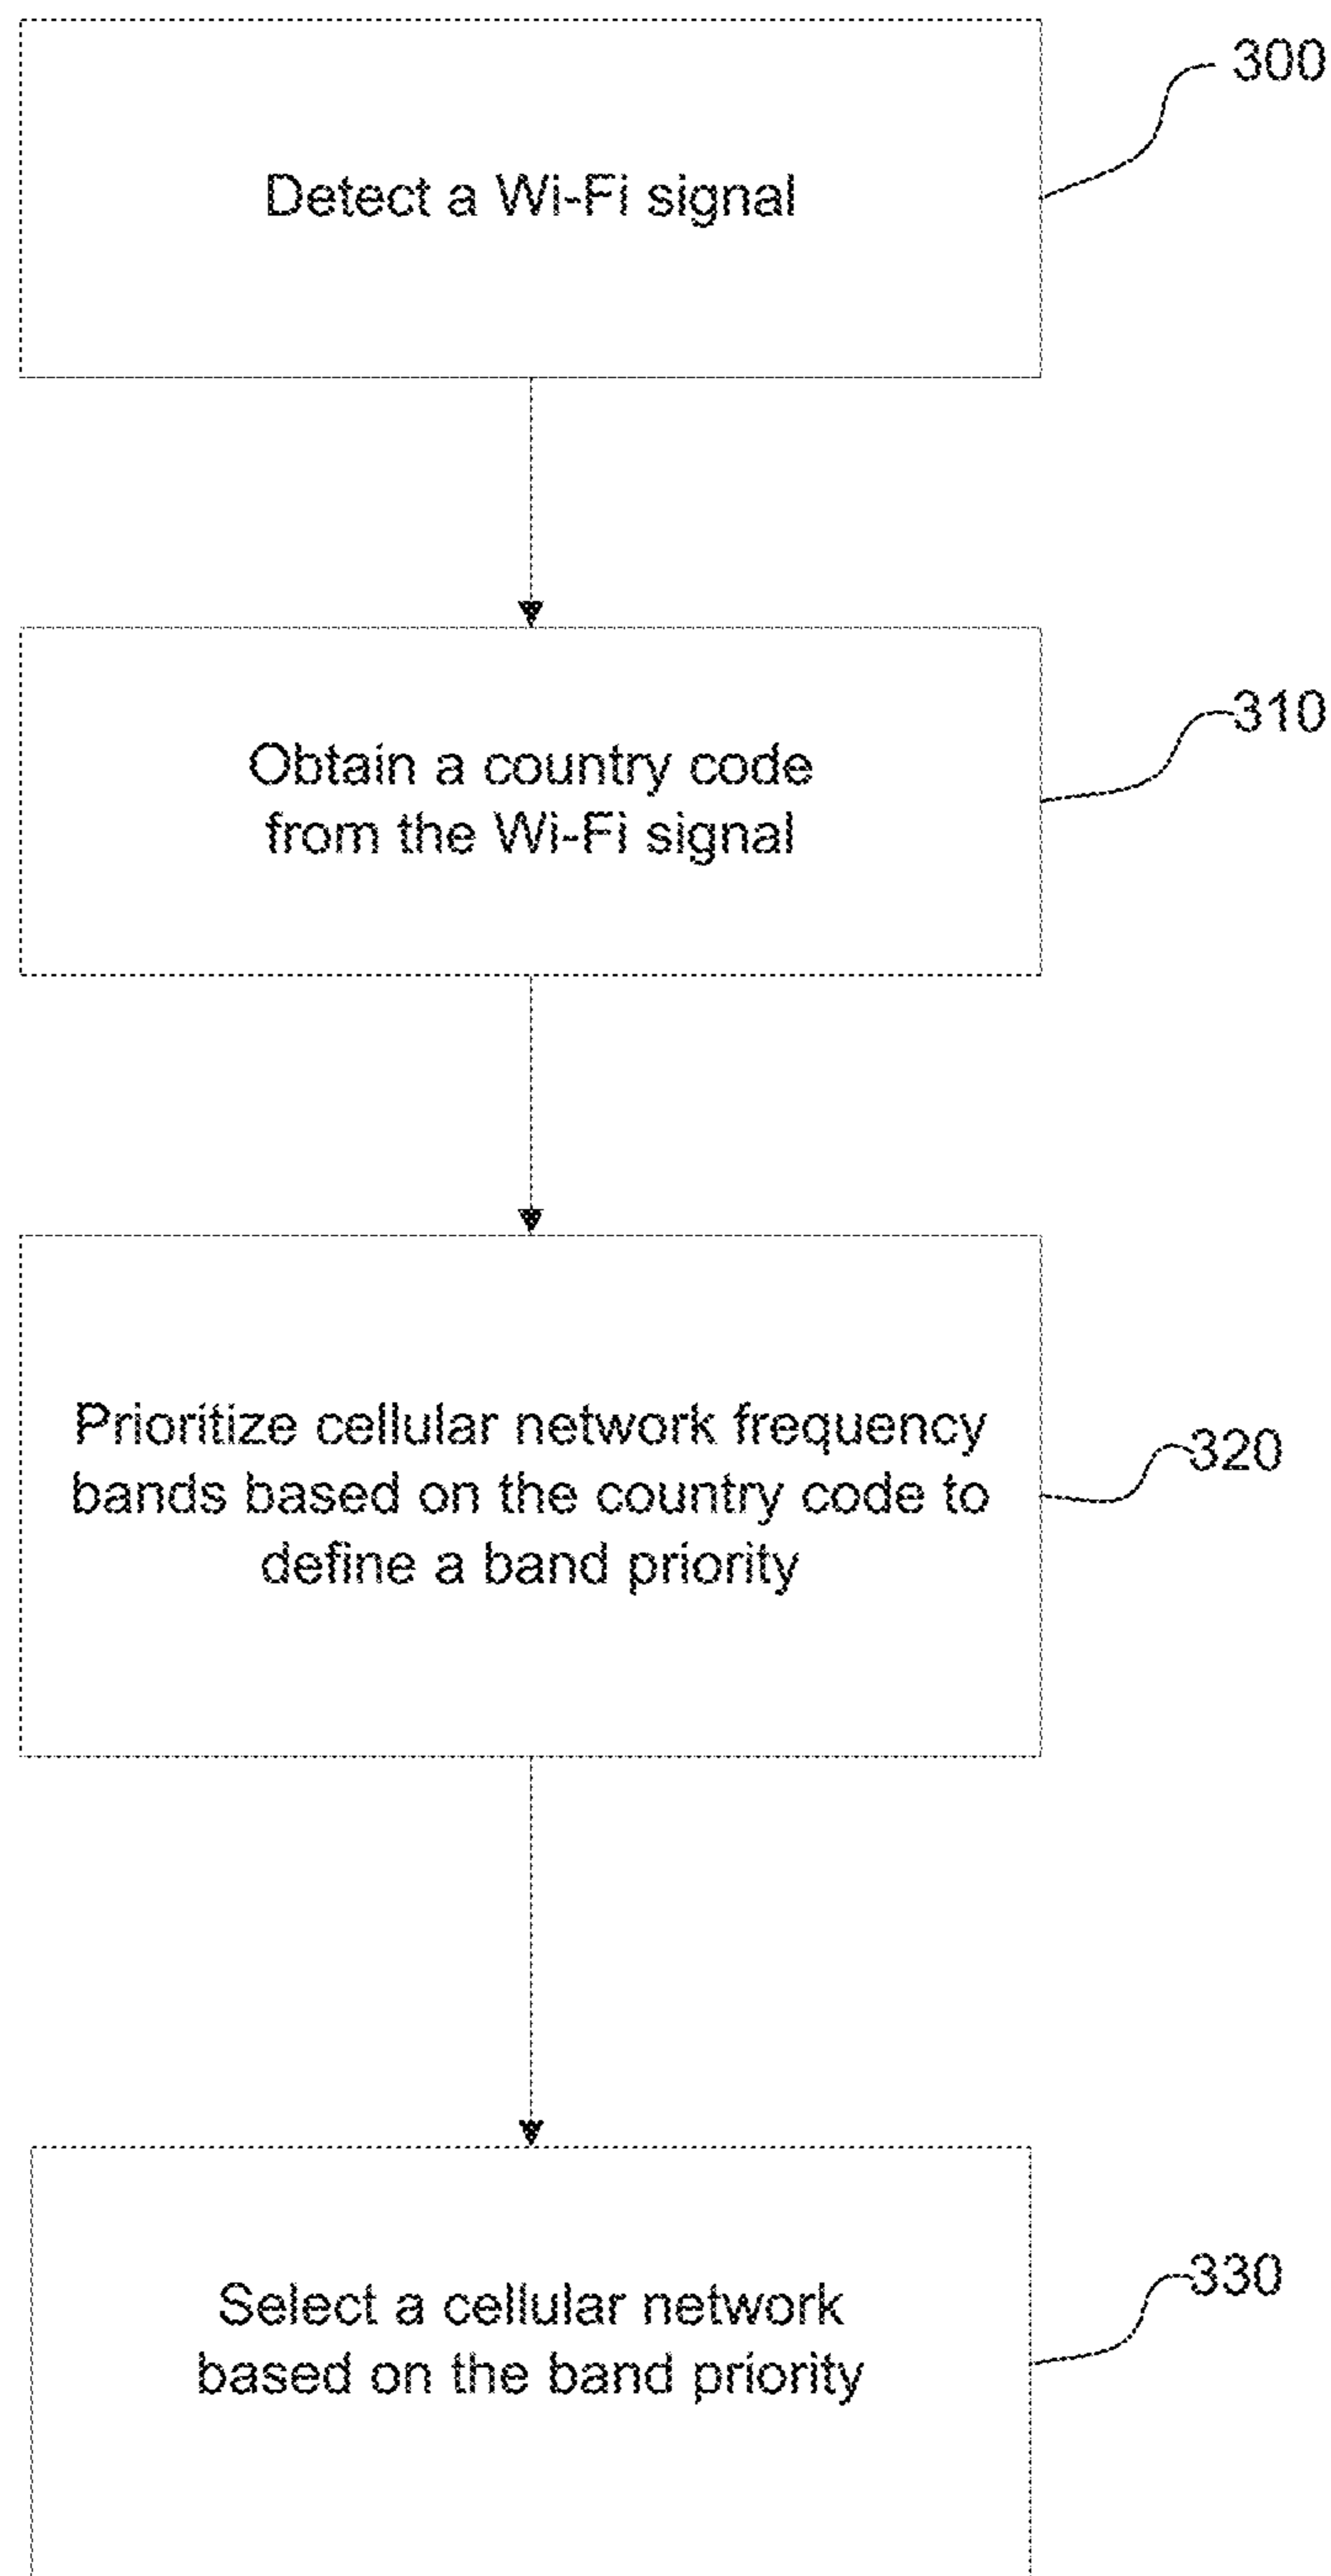 300
Detect a Wi-Fi signal
310
Obtain a country code
from the Wi-Fi signal
Prioritize cellular network frequency
320
bands based on the country code to
define a band priority
330
Select a cellular network
based on the band priority